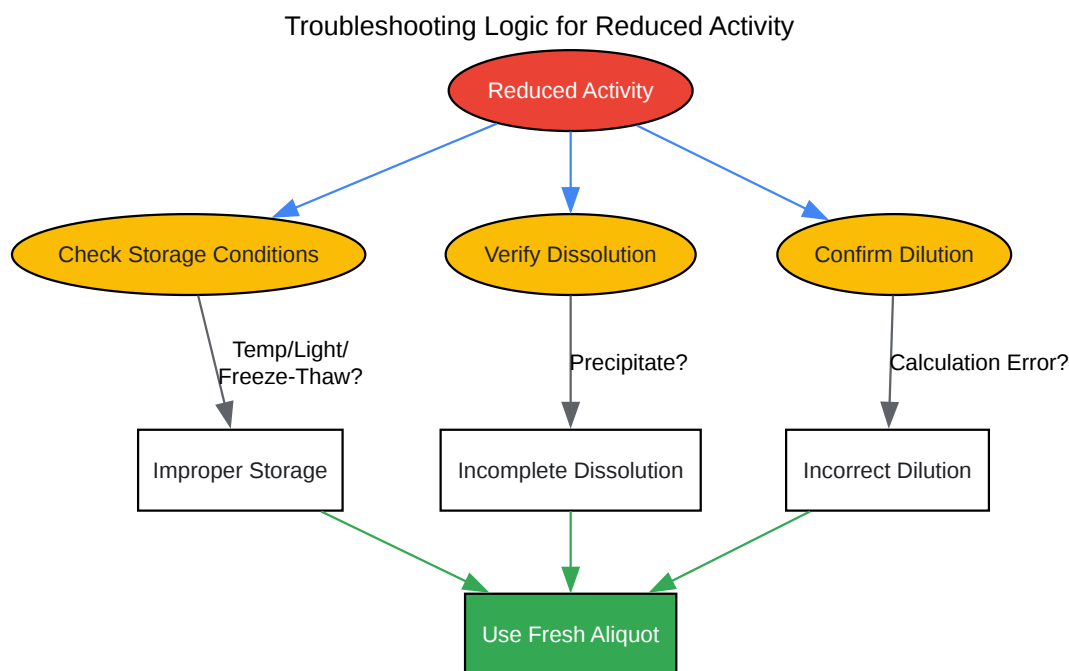 Troubleshooting Logic for Reduced Activity
Reduced Activity
Check Storage Conditions
Verify Dissolution
Confirm Dilution
Temp/Light/
Freeze-Thaw?
Precipitate?
Calculation Error?
Improper Storage
Incomplete Dissolution
Incorrect Dilution
Use Fresh Aliquot